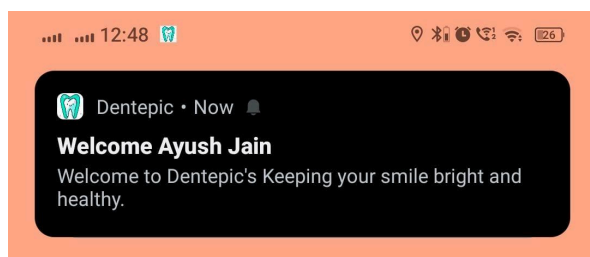 12:48 26
Dentepic • Now
Welcome Ayush Jain
Welcome to Dentepic's Keeping your smile bright and
healthy.